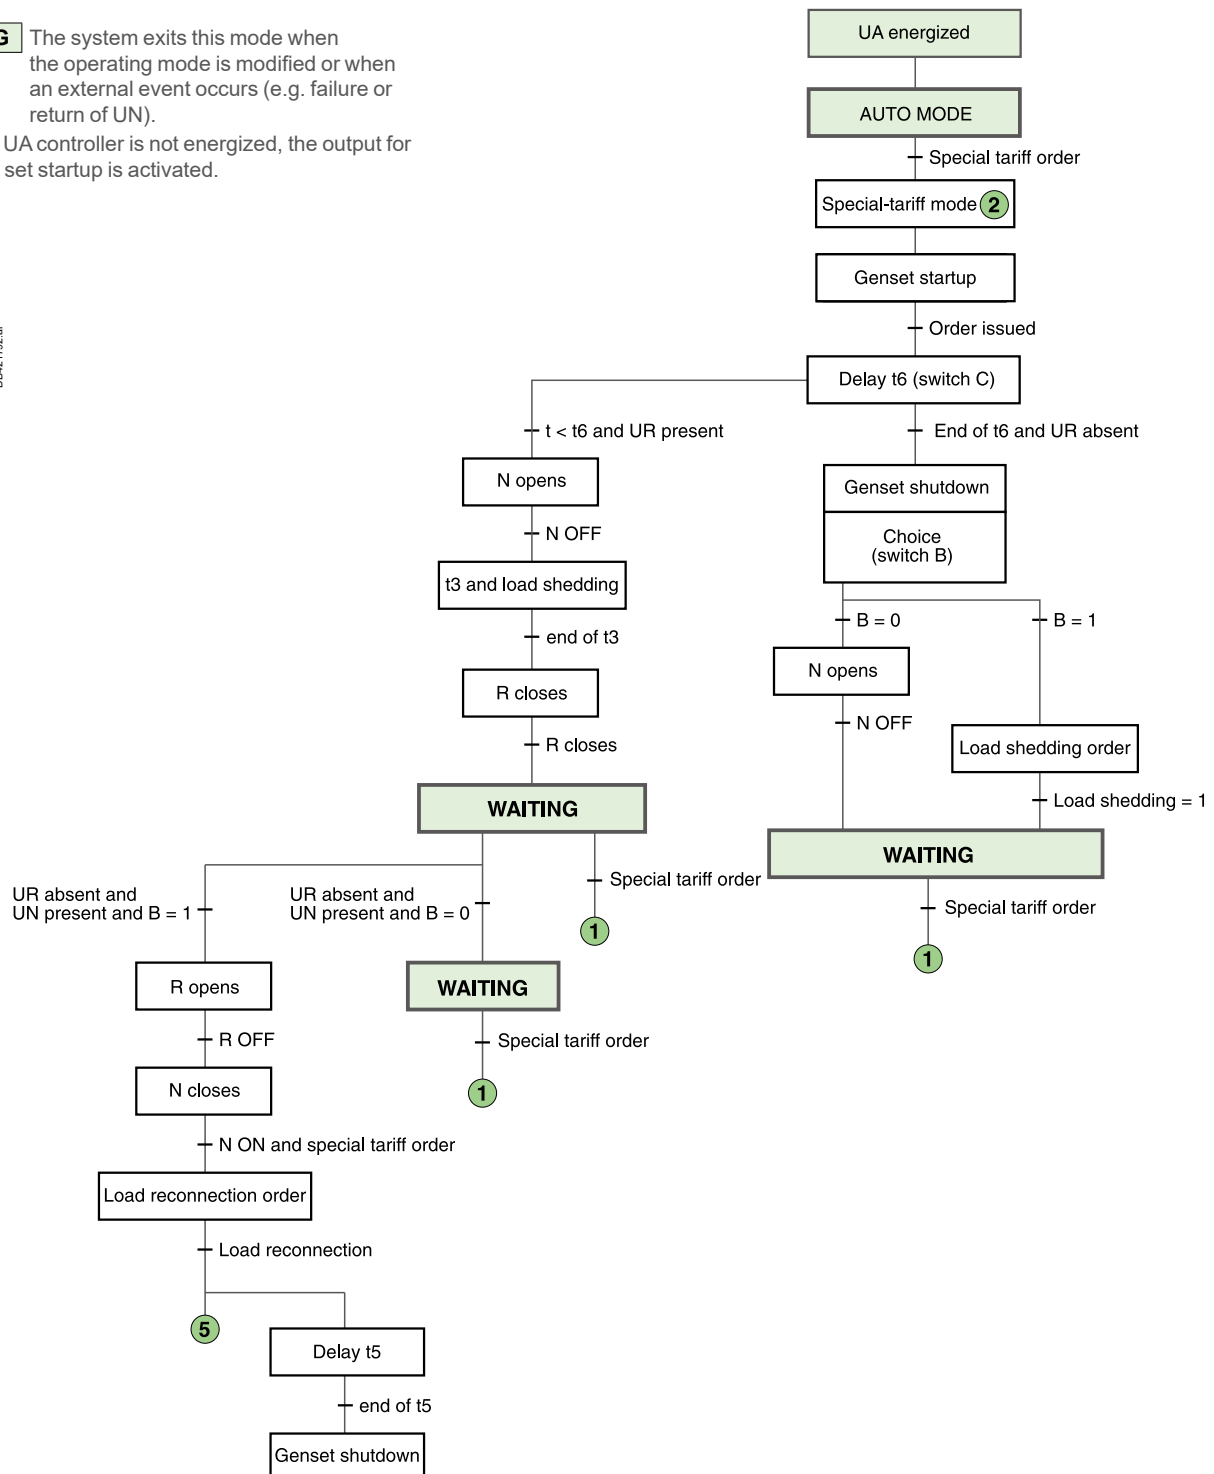 G The system exits this mode when
the operating mode is modified or when
an external event occurs (e.g. failure or
return of UN).
UA controller is not energized, the output for
set startup is activated.
UA energized
AUTO MODE
Special tariff order
Special-tariff mode 2
Genset startup
Order issued
Delay t6 (switch C)
t < t6 and UR present
End of t6 and UR absent
N opens
Genset shutdown
N OFF
Choice
(switch B)
t3 and load shedding
B = 0
B = 1
end of t3
N opens
R closes
N OFF
R closes
Load shedding order
WAITING
Load shedding = 1
WAITING
Special tariff order
UR absent and
UN present and B = 1
UR absent and
UN present and B = 0
Special tariff order
1
1
R opens
WAITING
R OFF
Special tariff order
N closes
1
N ON and special tariff order
Load reconnection order
Load reconnection
5
Delay t5
end of t5
Genset shutdown